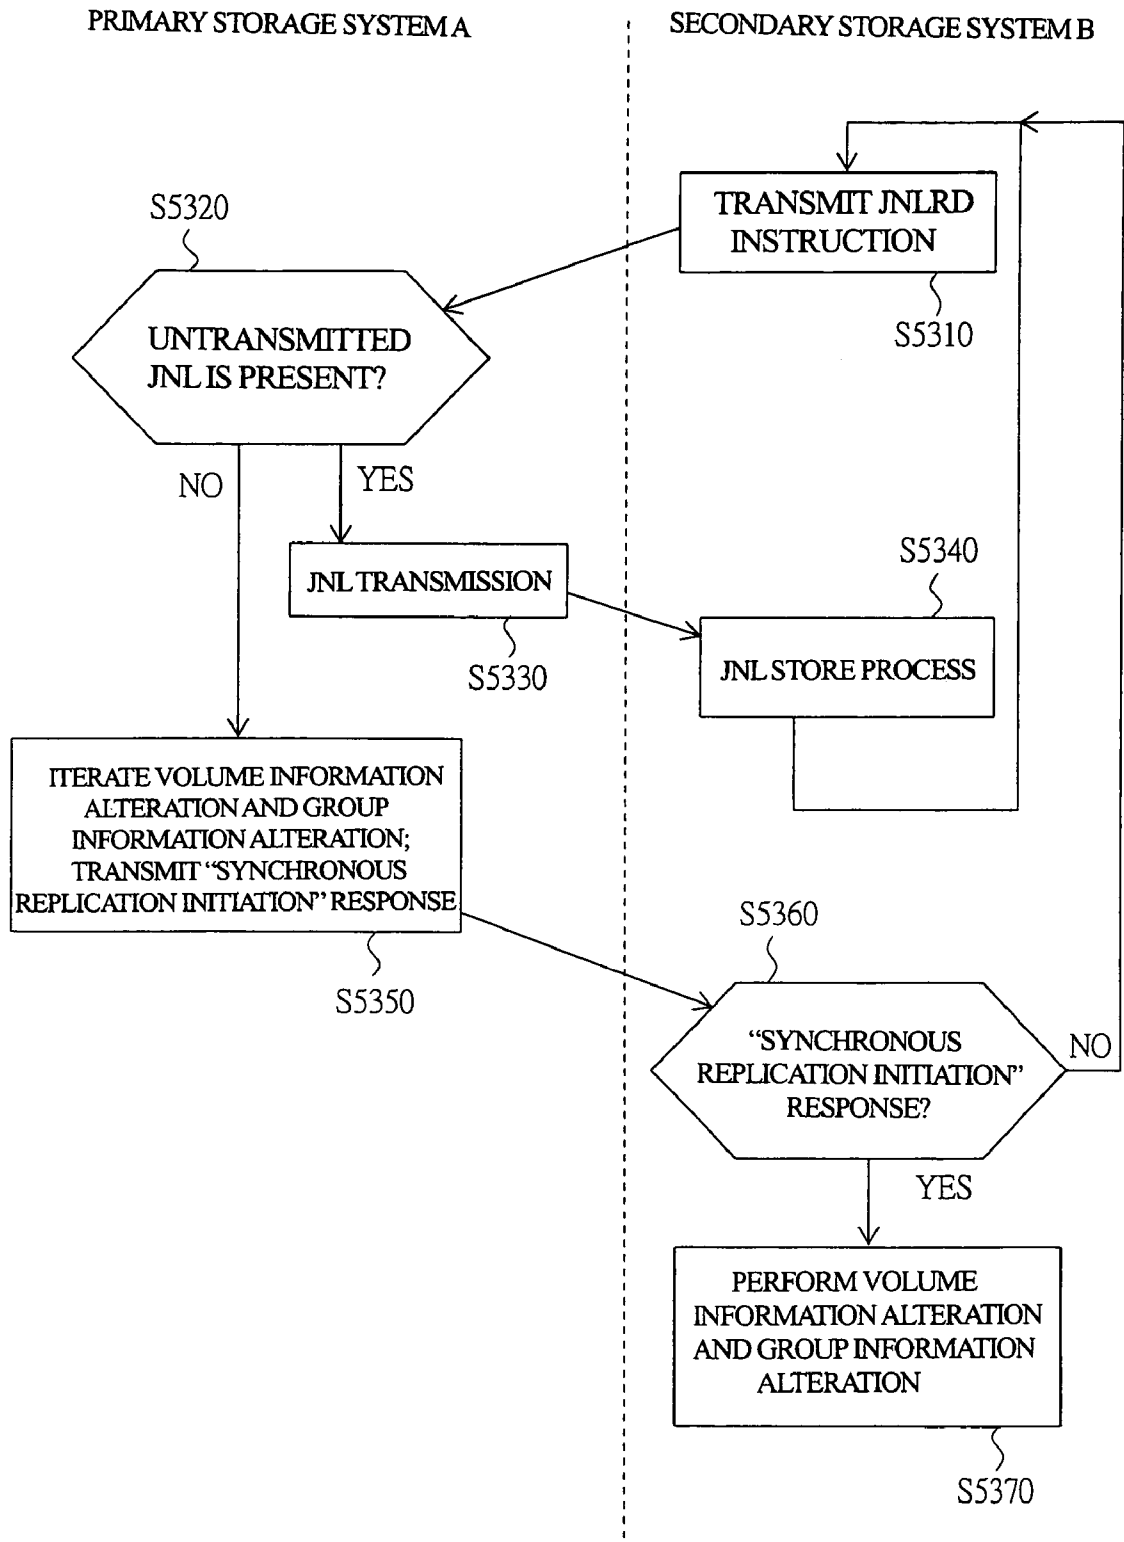 PRIMARY STORAGE SYSTEM A
SECONDARY STORAGE SYSTEM B
TRANSMIT JNLRD
INSTRUCTION
S5310
S5320
UNTRANSMITTED
JNL IS PRESENT?
NO
YES
JNL TRANSMISSION
S5330
S5340
JNL STORE PROCESS
ITERATE VOLUME INFORMATION
ALTERATION AND GROUP
INFORMATION ALTERATION;
TRANSMIT “SYNCHRONOUS
REPLICATION INITIATION” RESPONSE
S5350
S5360
“SYNCHRONOUS
REPLICATION INITIATION”
RESPONSE?
NO
YES
PERFORM VOLUME
INFORMATION ALTERATION
AND GROUP INFORMATION
ALTERATION
S5370